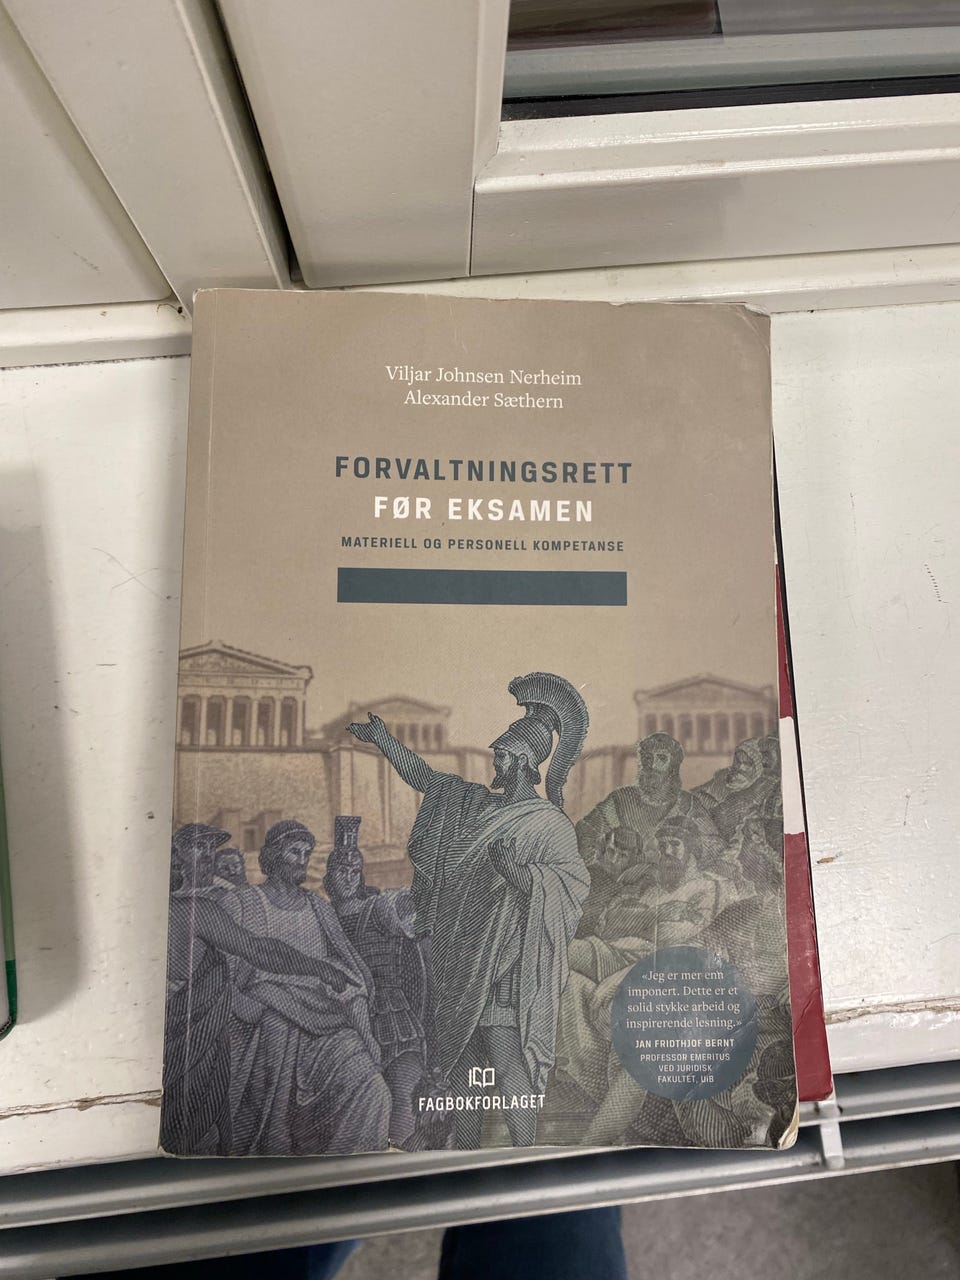 Viljar Johnsen Nerheim
Alexander Sæthern
FORVALTNINGSRETT
FØR EKSAMEN
MATERIELL OG PERSONELL KOMPETANSE
«Jeg er mer enn
imponert. Dette er et
solid stykke arbeid og
inspirerende lesning.»
JAN FRIDTHJOF BERNT
PROFESSOR EMERITUS
VED JURIDISK
FAKULTET, UiB
FAGBOKFORLAGET